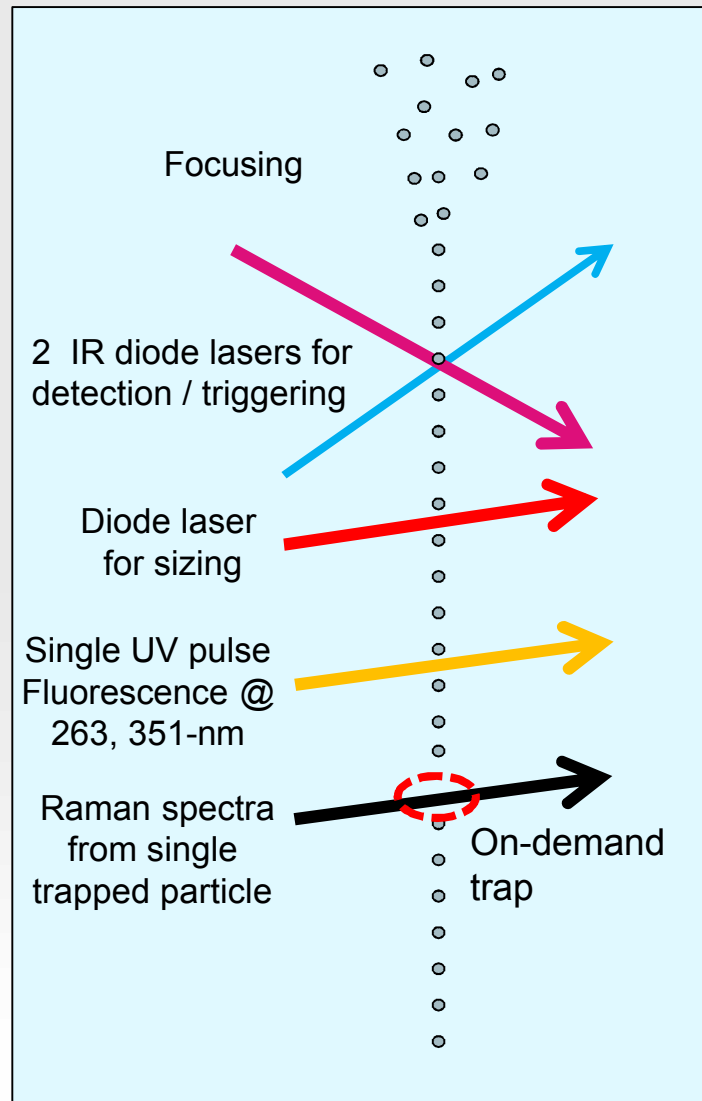 Focusing
2 IR diode lasers for
detection / triggering
Diode laser
for sizing
Single UV pulse
Fluorescence @
263, 351-nm
Raman spectra
from single
trapped particle
On-demand
trap